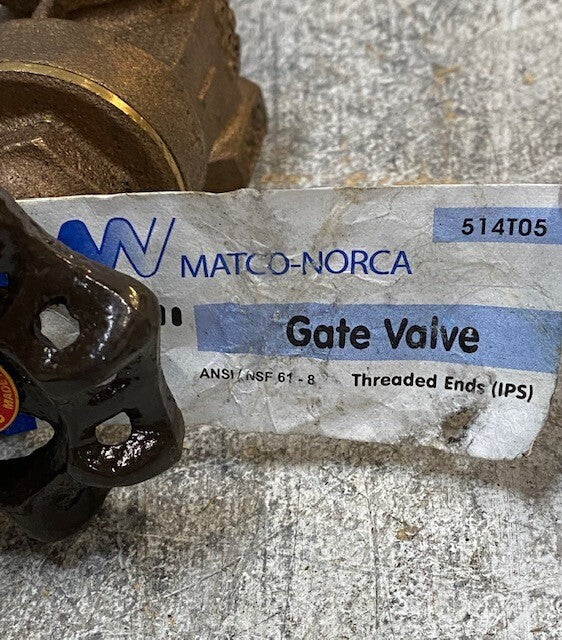 514T05
MATCO-NORCA
" Gate Valve
ANSI / NSF 61 - 8 Threaded Ends (IPS)